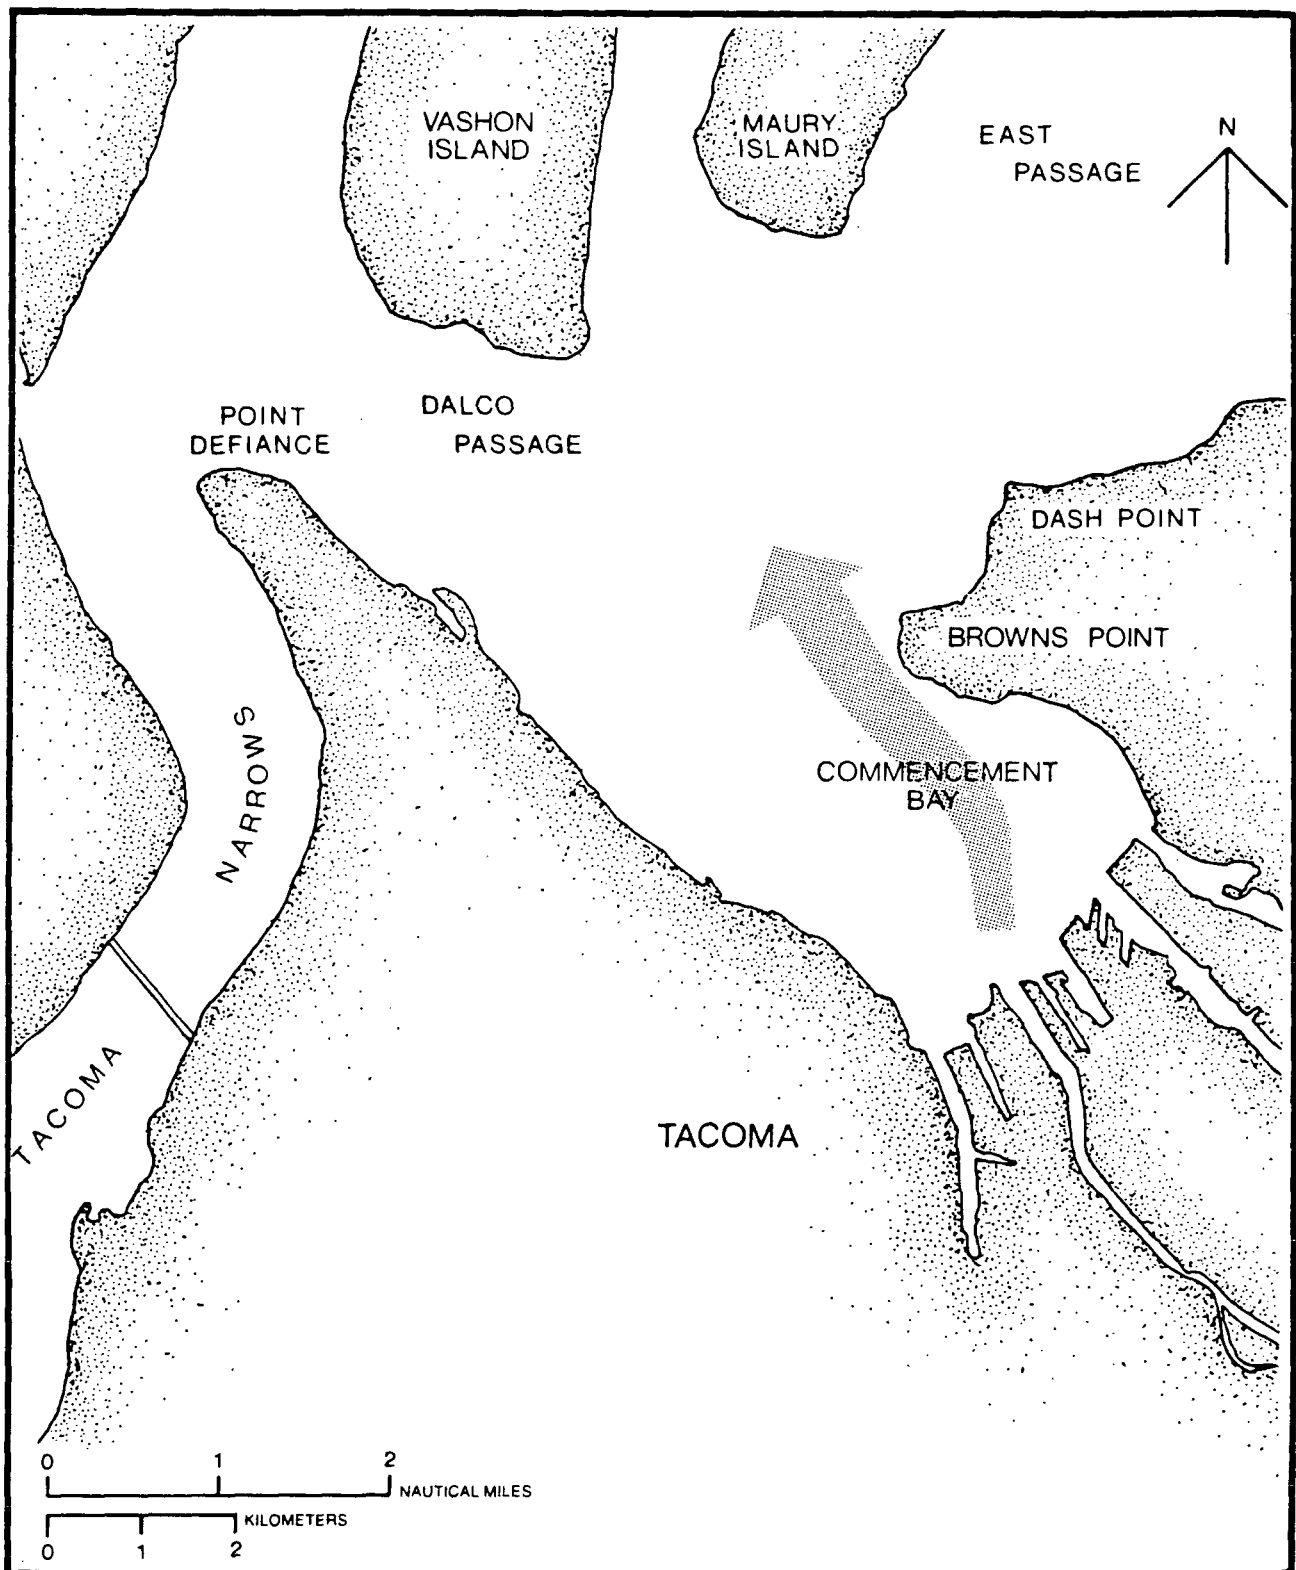 VASHON
ISLAND
MAURY
ISLAND
EAST
PASSAGE
N
POINT
DEFIANCE
DALCO
PASSAGE
DASH POINT
BROWNS POINT
COMMENCEMENT
BAY
TACOMA NARROWS
TACOMA
0 1 2
NAUTICAL MILES
KILOMETERS
0 1 2